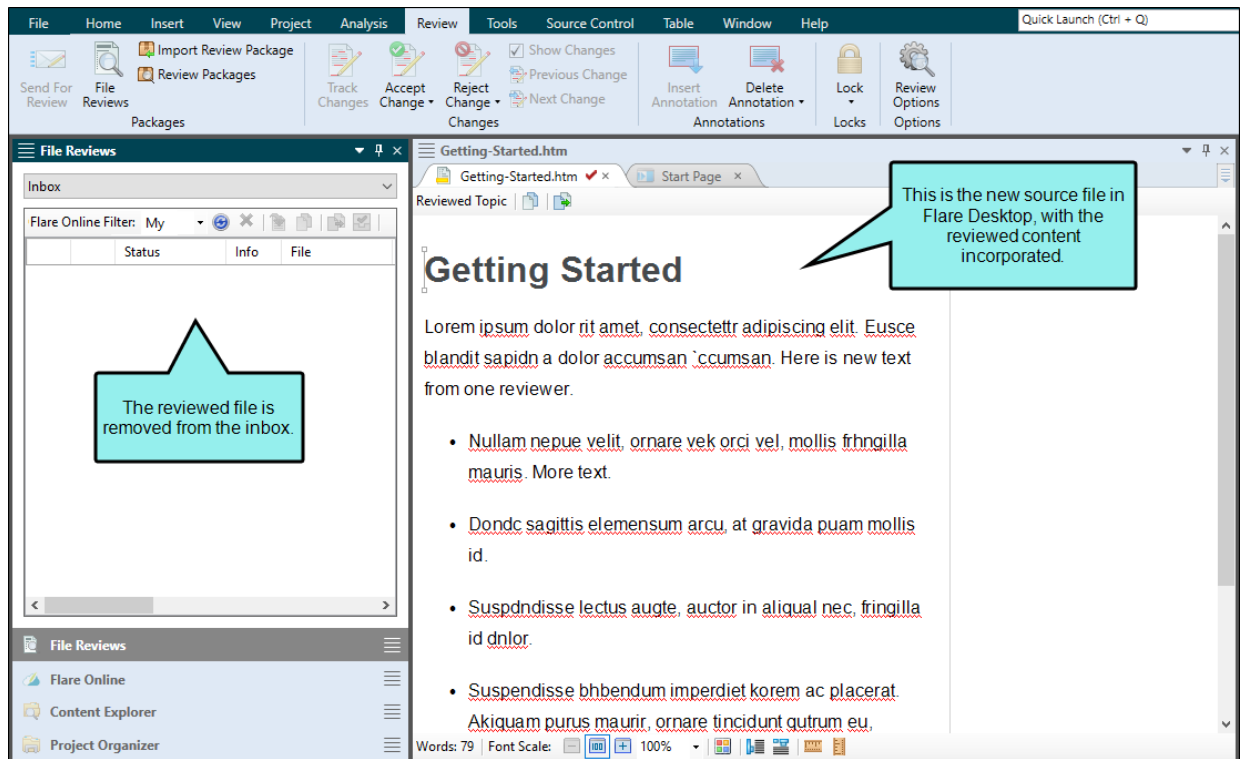 File Home Insert View Project Analysis Review Tools Source Control Table Window Help Quick Launch (Ctrl + Q)
Import Review Package
Review Packages
Send For Review
File Reviews
Packages
Track Changes
Accept Change
Reject Change
Show Changes
Previous Change
Next Change
Changes
Insert Annotation
Delete Annotation
Annotations
Lock
Locks
Review Options
Options
File Reviews
Inbox
Flare Online Filter: My
Status Info File
The reviewed file is
removed from the inbox.
File Reviews
Flare Online
Content Explorer
Project Organizer
Getting-Started.htm
Getting-Started.htm Start Page
Reviewed Topic
This is the new source file in
Flare Desktop, with the
reviewed content
incorporated.
Getting Started
Lorem ipsum dolor rit amet, consectettr adipiscing elit. Eusce
blandit sapidn a dolor accumsan `ccumsan. Here is new text
from one reviewer.
• Nullam nepue velit, ornare vek orci vel, mollis frhngilla
mauris. More text.
• Dondc sagittis elemensum arcu, at gravida puam mollis
id.
• Suspdndisse lectus augte, auctor in aliqual nec, fringilla
id dnlor.
• Suspendisse bhbendum imperdiet korem ac placerat.
Akiquam purus maurir, ornare tincidunt qutrum eu,
Words: 79 Font Scale: 100 100%